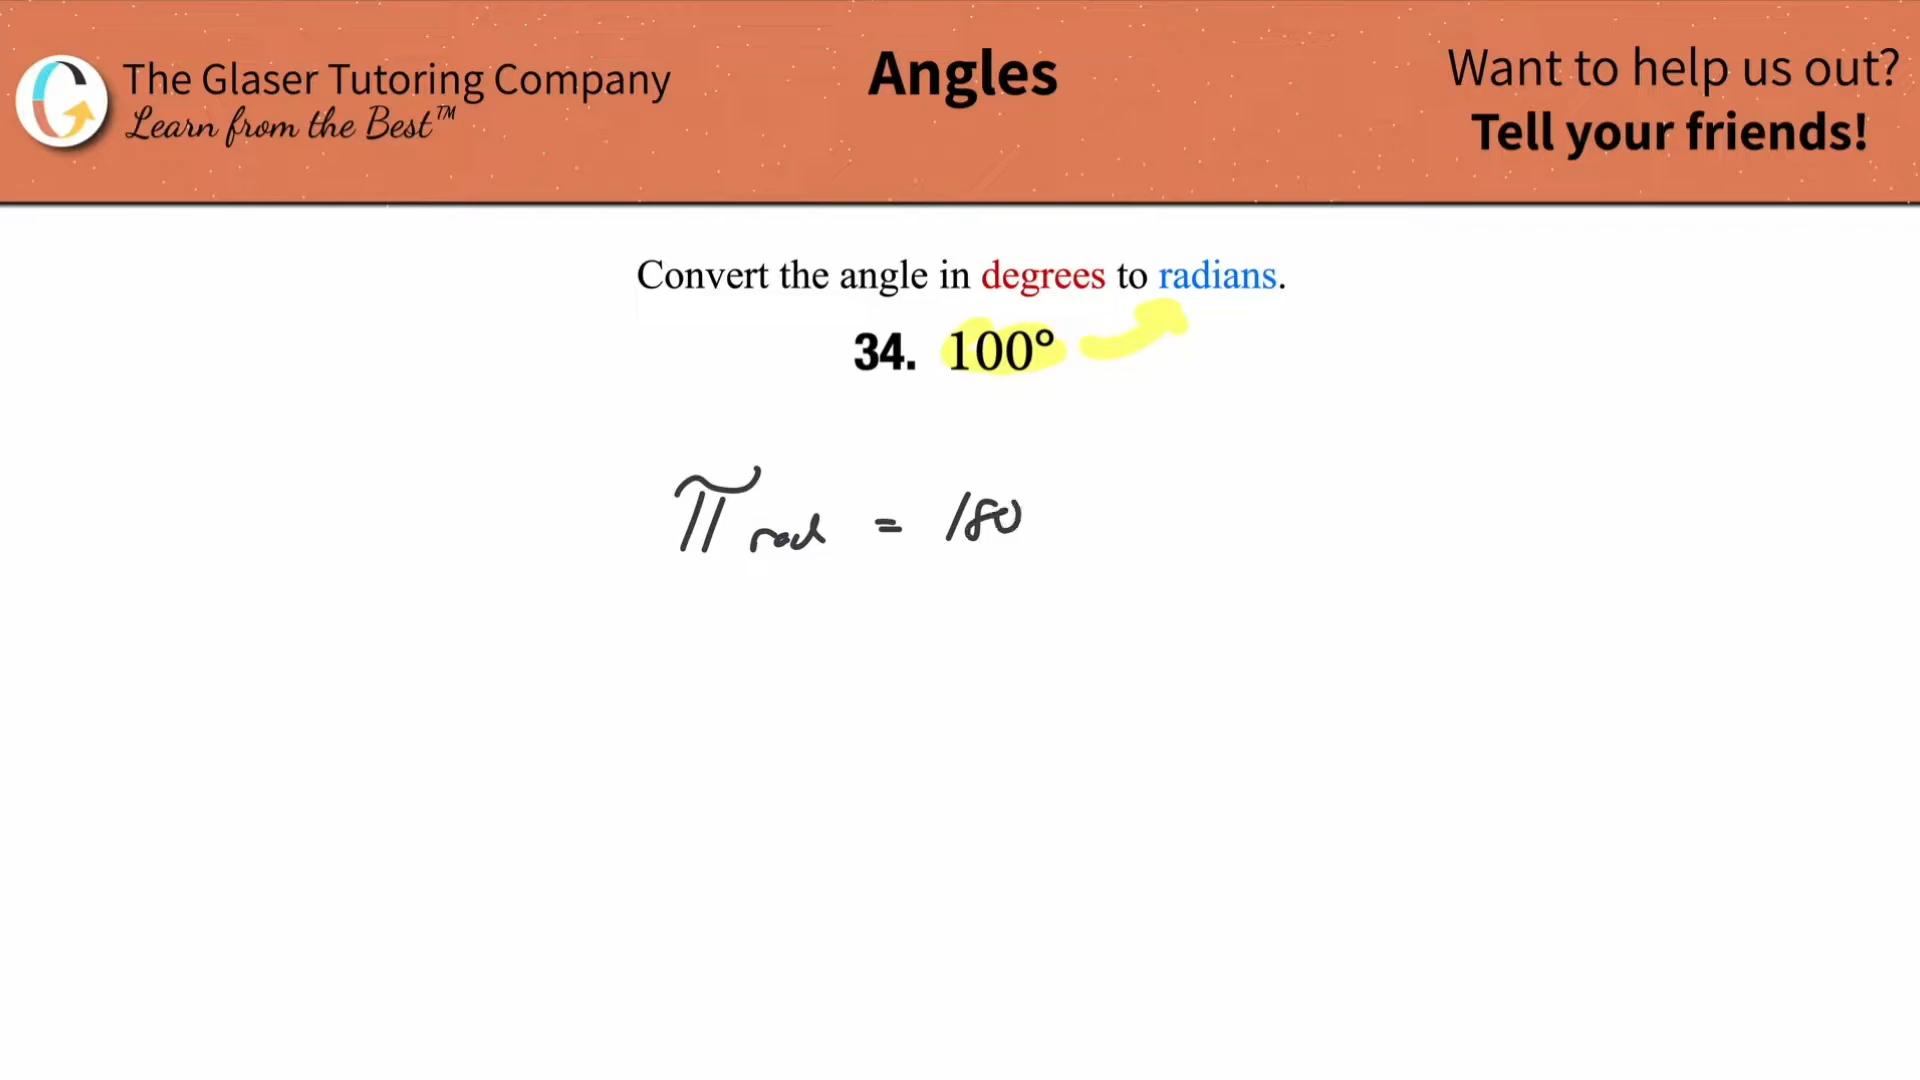 The Glaser Tutoring Company
Learn from the Best™
Angles
Want to help us out?
Tell your friends!
Convert the angle in degrees to radians.
34. 100°
π rad = 180